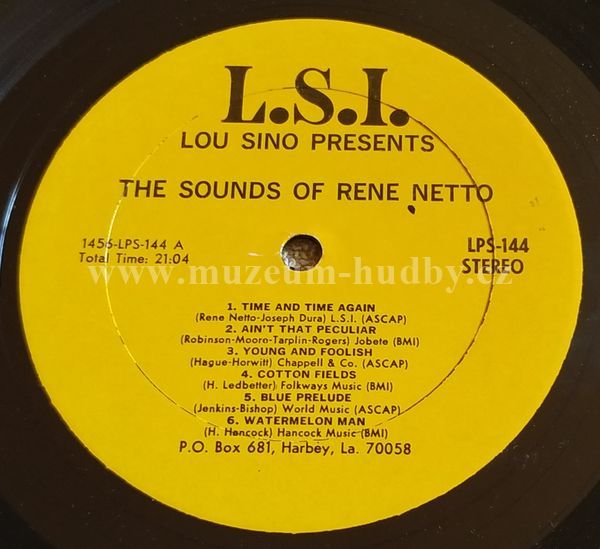 L.S.I.
LOU SINO PRESENTS
THE SOUNDS OF RENE NETTO
1456-LPS-144 A
Total Time: 21:04
LPS-144
STEREO
www.muzeum-hudby.cz
1. TIME AND TIME AGAIN
(Rene Netto-Joseph Dura) L.S.I. (ASCAP)
2. AIN'T THAT PECULIAR
(Robinson-Moore-Tarplin-Rogers) Jobete (BMI)
3. YOUNG AND FOOLISH
(Hague-Horwitt) Chappell & Co. (ASCAP)
4. COTTON FIELDS
(H. Ledbetter) Folkways Music (BMI)
5. BLUE PRELUDE
(Jenkins-Bishop) World Music (ASCAP)
6. WATERMELON MAN
(H. Hancock) Hancock Music (BMI)
P.O. Box 681, Harbey, La. 70058